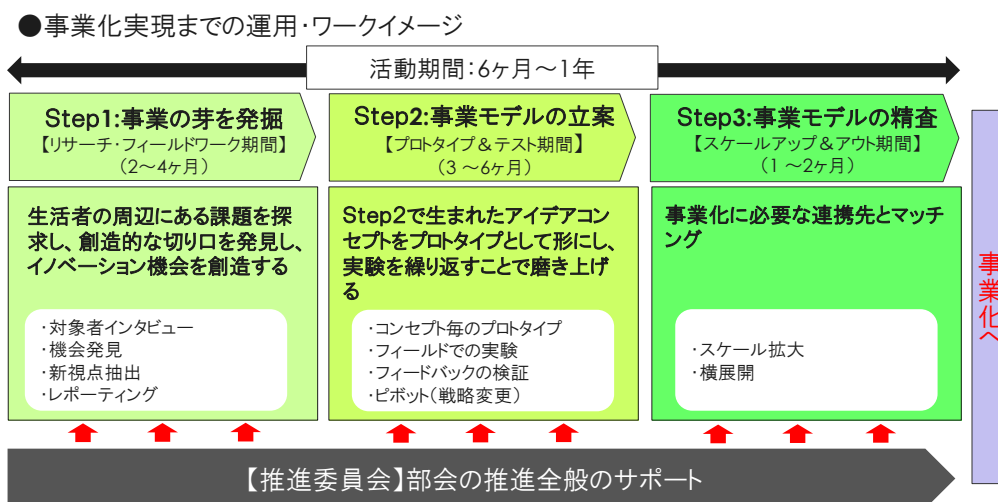 ●事業化実現までの運用・ワークイメージ
活動期間：6ヶ月～1年
Step1:事業の芽を発掘
【リサーチ・フィールドワーク期間】
（2～4ヶ月）
生活者の周辺にある課題を探
求し、創造的な切り口を発見し、
イノベーション機会を創造する
・対象者インタビュー
・機会発見
・新視点抽出
・レポーティング
Step2:事業モデルの立案
【プロトタイプ＆テスト期間】
（3 ～6ヶ月）
Step2で生まれたアイデアコン
セプトをプロトタイプとして形にし、
実験を繰り返すことで磨き上げ
る
・コンセプト毎のプロトタイプ
・フィールドでの実験
・フィードバックの検証
・ピボット（戦略変更）
Step3:事業モデルの精査
【スケールアップ＆アウト期間】
（1 ～2ヶ月）
事業化に必要な連携先とマッチ
ング
・スケール拡大
・横展開
事業化へ
【推進委員会】部会の推進全般のサポート